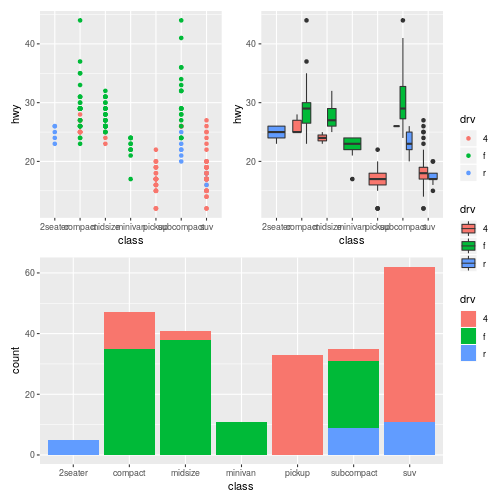 40
30
20
hwy
2seater compact midsize minivan pickup subcompact suv
class
40
30
20
hwy
2seater compact midsize minivan pickup subcompact suv
class
drv
4
f
r
drv
4
f
r
drv
4
f
r
60
40
20
0
count
2seater compact midsize minivan pickup subcompact suv
class